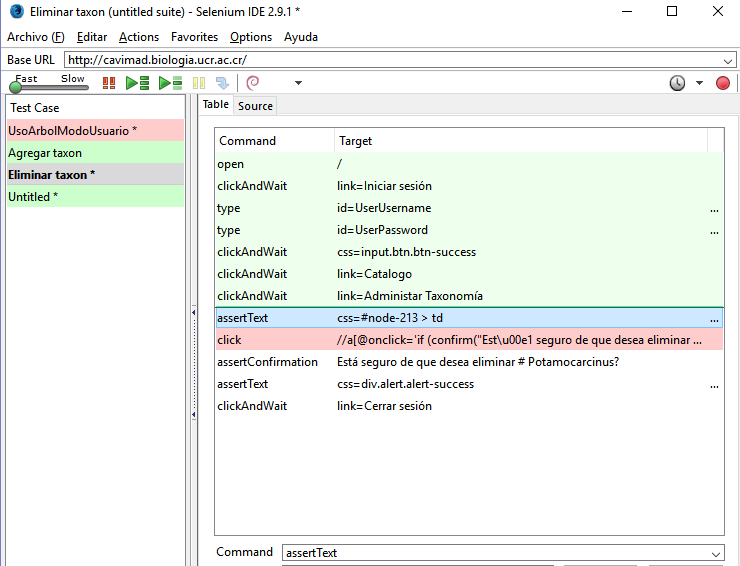 Eliminar taxon (untitled suite) - Selenium IDE 2.9.1 *
Archivo (F) Editar Actions Favorites Options Ayuda
Base URL http://cavimad.biologia.ucr.ac.cr/
Fast Slow
Test Case
UsoArbolModoUsuario *
Agregar taxon
Eliminar taxon *
Untitled *
Table Source
Command Target
open /
clickAndWait link=Iniciar sesión
type id=UserUsername ...
type id=UserPassword ...
clickAndWait css=input.btn.btn-success
clickAndWait link=Catalogo
clickAndWait link=Administar Taxonomía
assertText css=#node-213 > td ...
click //a[@onclick='if (confirm("Est\u00e1 seguro de que desea eliminar ...
assertConfirmation Está seguro de que desea eliminar # Potamocarcinus?
assertText css=div.alert.alert-success ...
clickAndWait link=Cerrar sesión
Command assertText